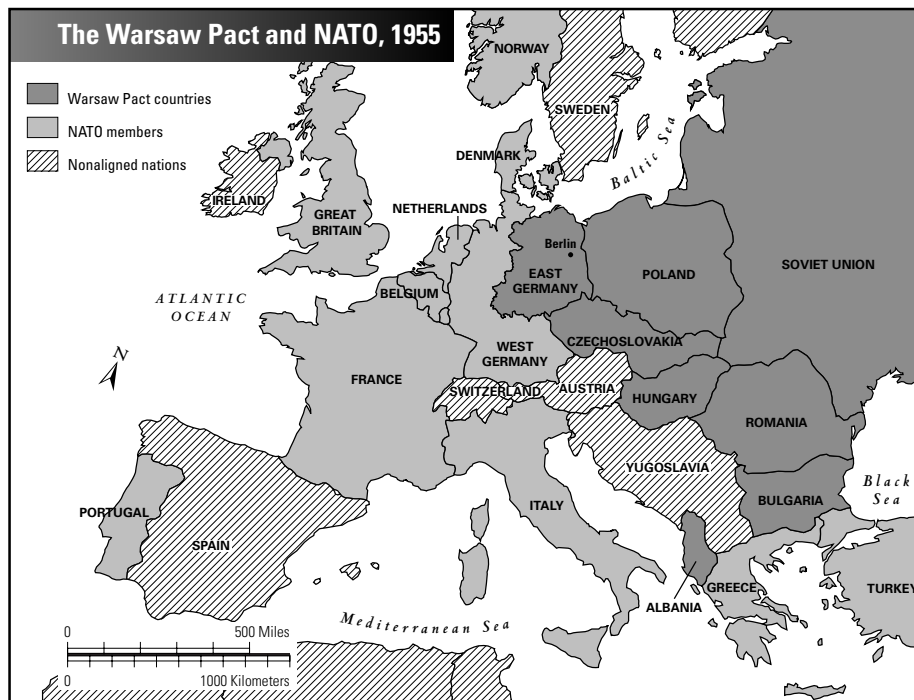 The Warsaw Pact and NATO, 1955
Warsaw Pact countries
NATO members
Nonaligned nations
NORWAY
SWEDEN
Baltic Sea
DENMARK
IRELAND
GREAT
BRITAIN
NETHERLANDS
Berlin
EAST
GERMANY
POLAND
SOVIET UNION
BELGIUM
ATLANTIC
OCEAN
N
WEST
GERMANY
CZECHOSLOVAKIA
FRANCE
SWITZERLAND
AUSTRIA
HUNGARY
ROMANIA
YUGOSLAVIA
Black
Sea
BULGARIA
ITALY
PORTUGAL
SPAIN
ALBANIA
GREECE
TURKEY
Mediterranean Sea
0 500 Miles
0 1000 Kilometers